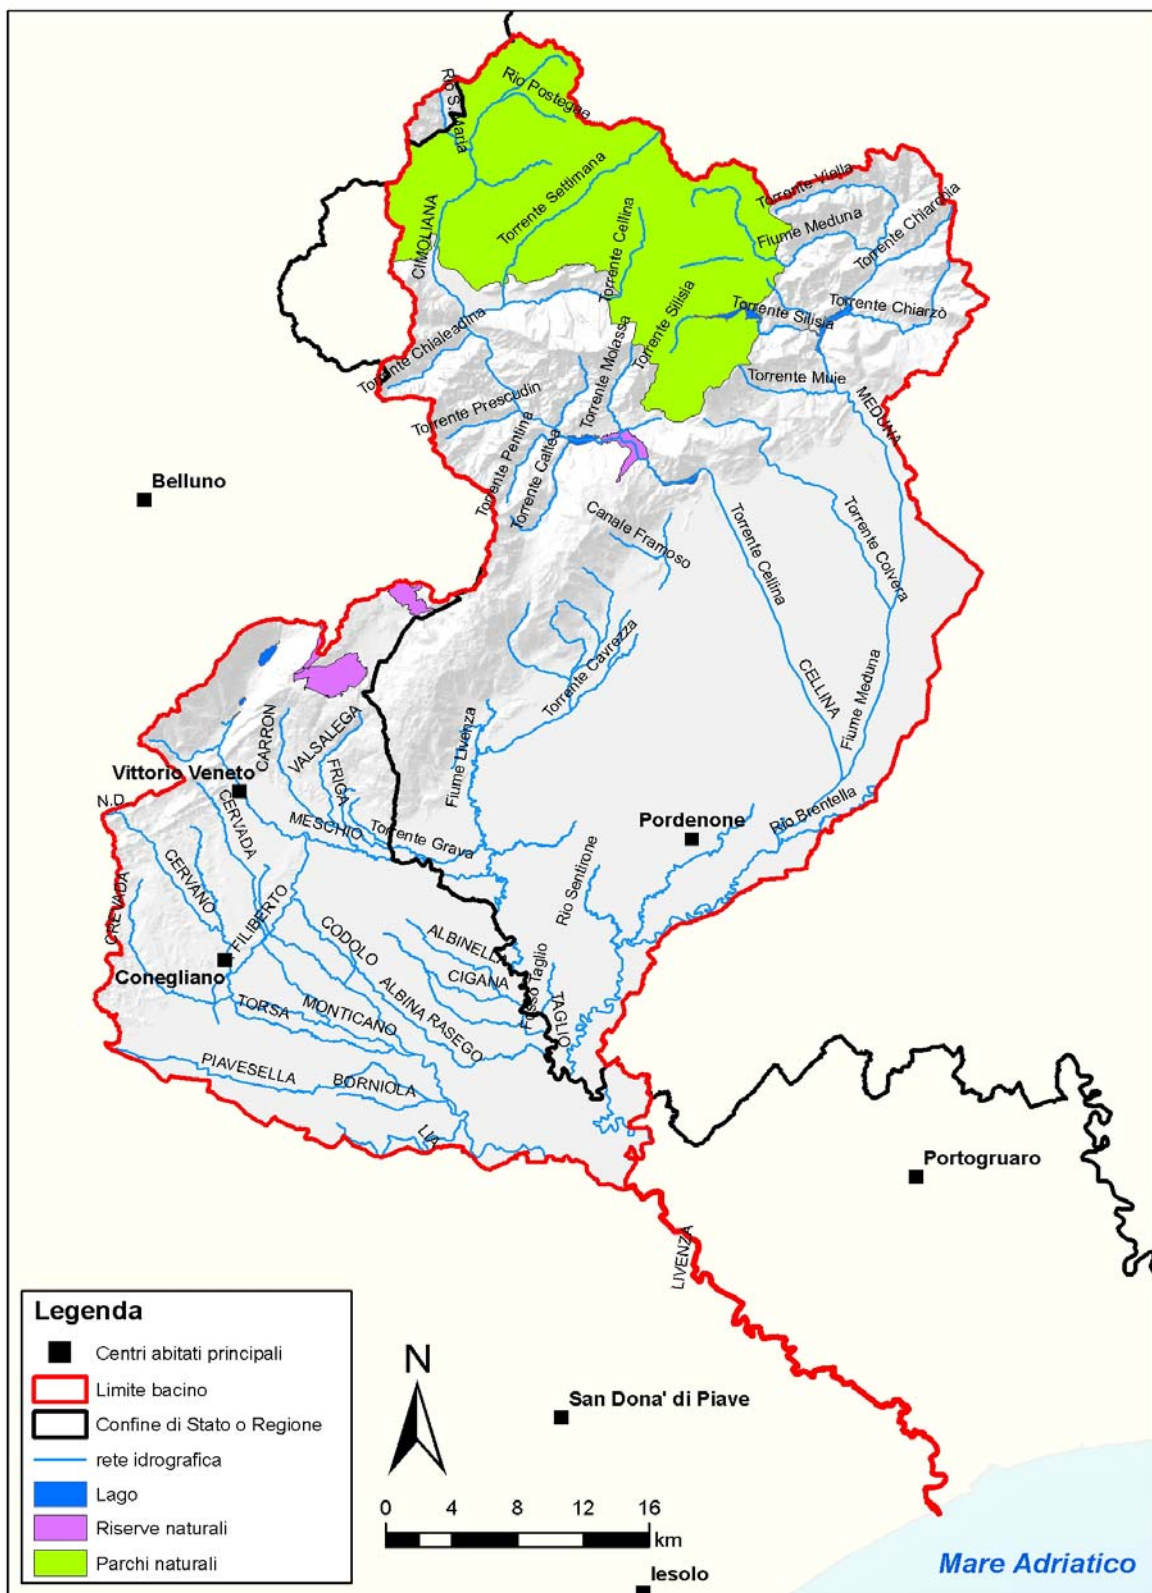 Rio Postegae
Rio S. Maria
Torrente Viella
Torrente Settimana
Torrente Chiarchia
Fiume Meduna
CIMOLIANA
Torrente Cellina
Torrente Silisia
Torrente Silisia
Torrente Chiarzò
Torrente Chialeadina
Torrente Molassa
Torrente Muie
Torrente Prescudin
MEDUNA
Torrente Pentina
Torrente Caltea
Belluno
Canale Framoso
Torrente Cellina
Torrente Colvera
Torrente Cavrezza
CELLINA
Fiume Meduna
CARRON
VALSALEGA
Fiume Livenza
FRIGA
Vittorio Veneto
N.D.
CERVADA
MESCHIO
Torrente Grava
Pordenone
Rio Brentella
CERVANO
CREVADA
FILIBERTO
Rio Sentirone
CODOLO
ALBINELLA
CIGANA
Conegliano
Fosso Taglio
TAGLIO
TORSA
MONTICANO
ALBINA RASEGO
PIAVESELLA
BORNIOLA
LIA
Portogruaro
LIVENZA
Legenda
Centri abitati principali
Limite bacino
Confine di Stato o Regione
rete idrografica
Lago
Riserve naturali
Parchi naturali
N
0 4 8 12 16
km
San Dona' di Piave
Iesolo
Mare Adriatico